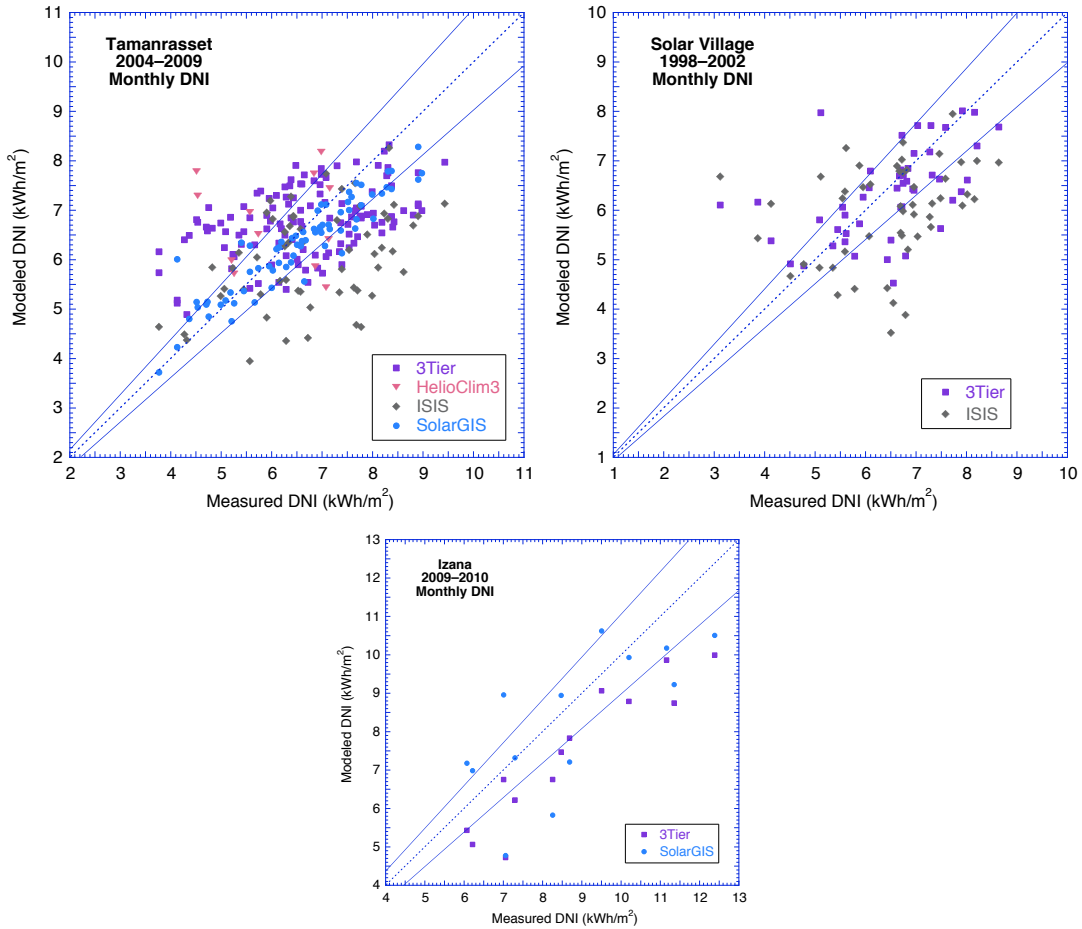 Tamanrasset
2004–2009
Monthly DNI
11
10
9
8
7
6
5
4
3
2
Modeled DNI (kWh/m²)
3Tier
HelioClim3
ISIS
SolarGIS
2 3 4 5 6 7 8 9 10 11
Measured DNI (kWh/m²)
Solar Village
1998–2002
Monthly DNI
10
9
8
7
6
5
4
3
2
1
Modeled DNI (kWh/m²)
3Tier
ISIS
1 2 3 4 5 6 7 8 9 10
Measured DNI (kWh/m²)
Izana
2009–2010
Monthly DNI
13
12
11
10
9
8
7
6
5
4
Modeled DNI (kWh/m²)
3Tier
SolarGIS
4 5 6 7 8 9 10 11 12 13
Measured DNI (kWh/m²)